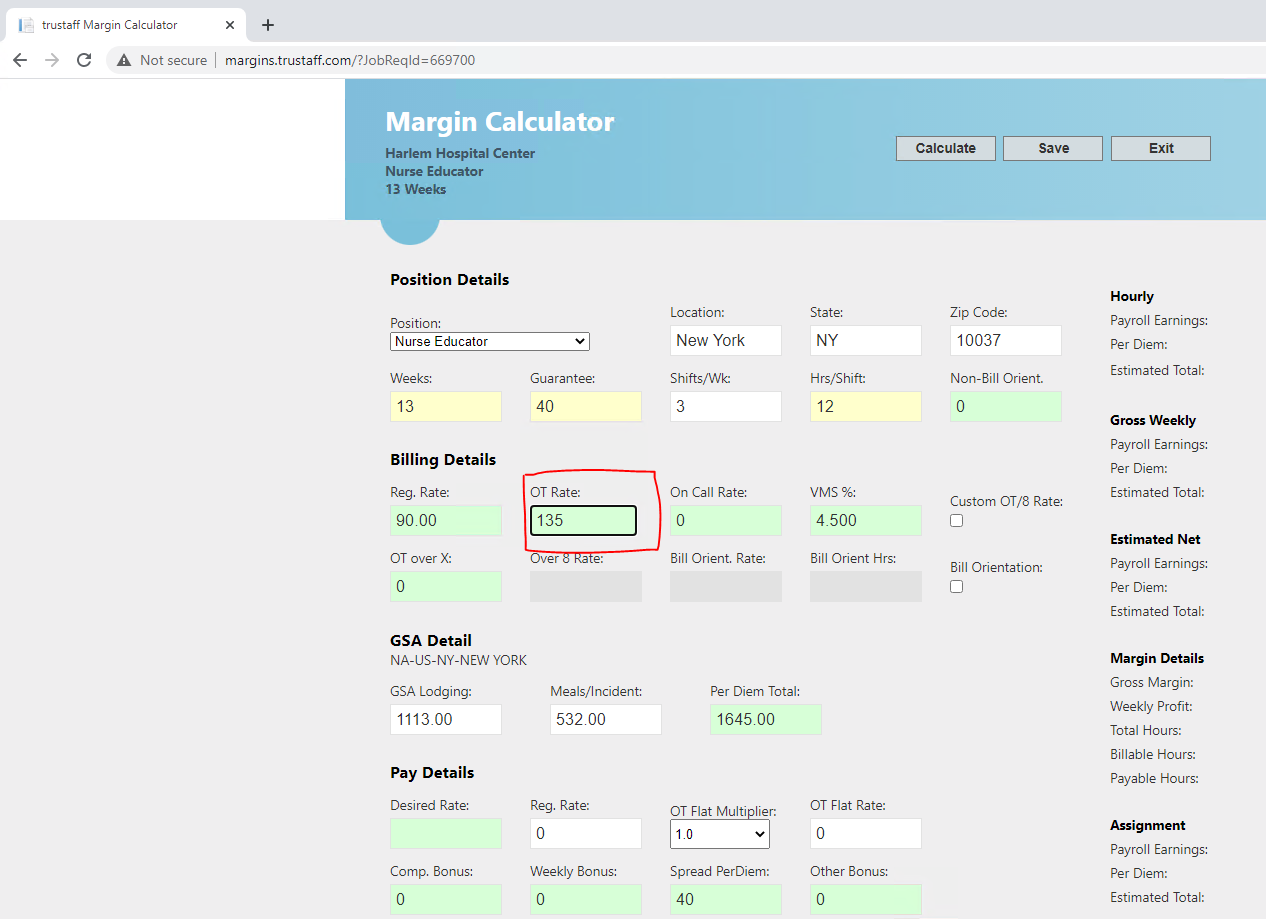 trustaff Margin Calculator
Not secure | margins.trustaff.com/?JobReqId=669700
Margin Calculator
Harlem Hospital Center
Nurse Educator
13 Weeks
Calculate Save Exit
Position Details
Position: Location: State: Zip Code:
Nurse Educator New York NY 10037
Weeks: Guarantee: Shifts/Wk: Hrs/Shift: Non-Bill Orient.
13 40 3 12 0
Billing Details
Reg. Rate: OT Rate: On Call Rate: VMS %: Custom OT/8 Rate:
90.00 135 0 4.500
OT over X: Over 8 Rate: Bill Orient. Rate: Bill Orient Hrs: Bill Orientation:
0
GSA Detail
NA-US-NY-NEW YORK
GSA Lodging: Meals/Incident: Per Diem Total:
1113.00 532.00 1645.00
Pay Details
Desired Rate: Reg. Rate: OT Flat Multiplier: OT Flat Rate:
0 1.0 0
Comp. Bonus: Weekly Bonus: Spread PerDiem: Other Bonus:
0 0 40 0
Hourly
Payroll Earnings:
Per Diem:
Estimated Total:
Gross Weekly
Payroll Earnings:
Per Diem:
Estimated Total:
Estimated Net
Payroll Earnings:
Per Diem:
Estimated Total:
Margin Details
Gross Margin:
Weekly Profit:
Total Hours:
Billable Hours:
Payable Hours:
Assignment
Payroll Earnings:
Per Diem:
Estimated Total: